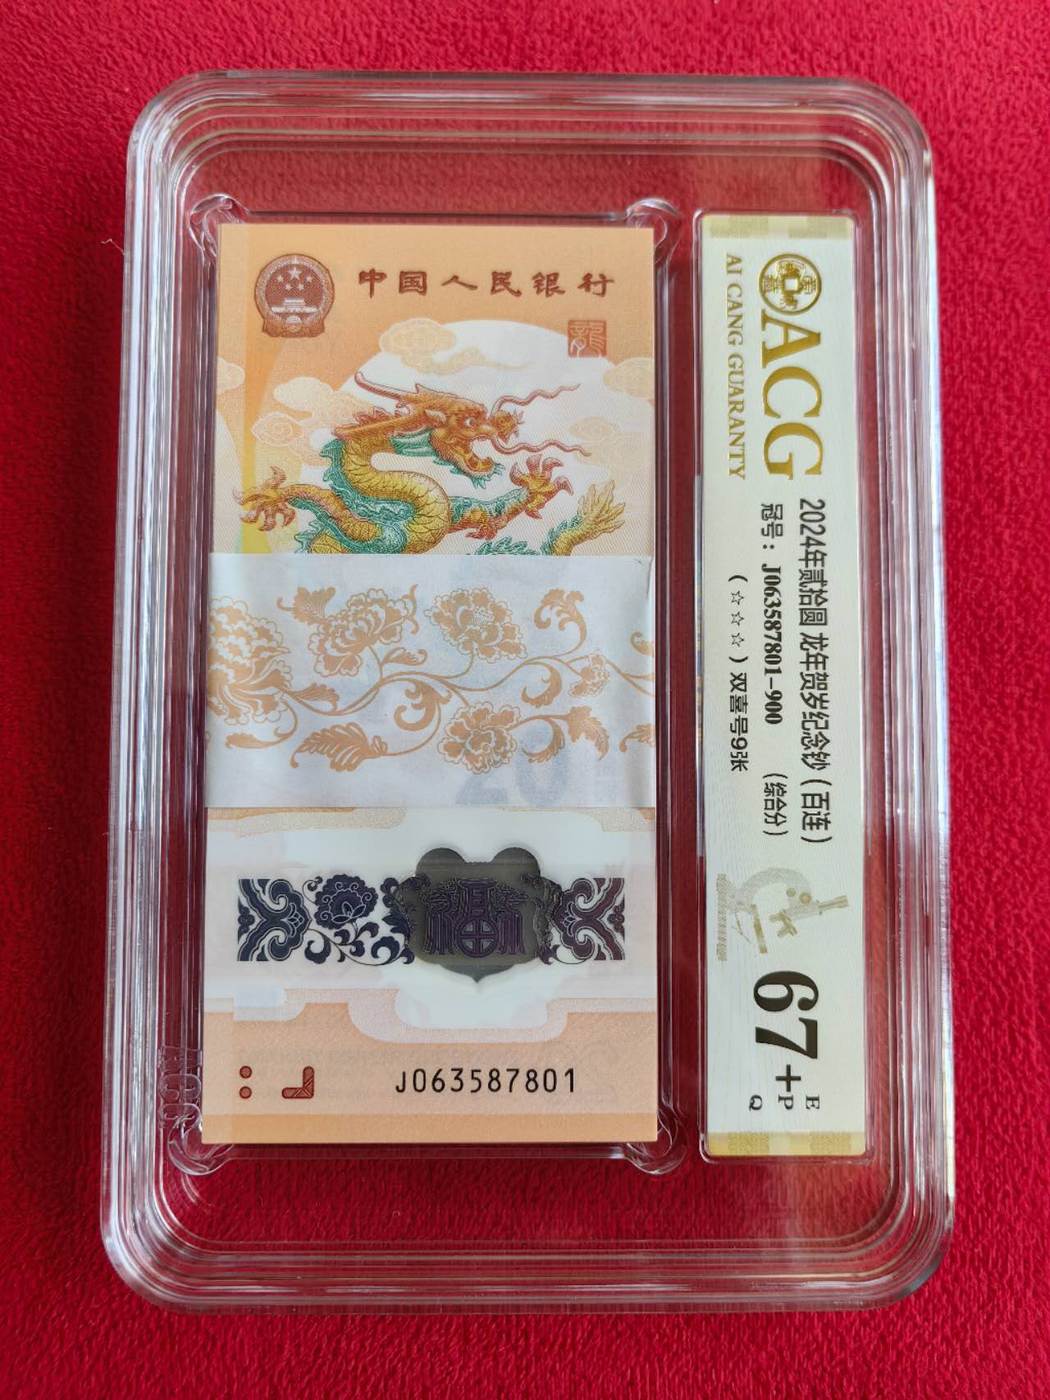 中国人民银行
龍
J063587801
ACG
AI CANG GUARANTY
2024年贰拾圆 龙年贺岁纪念钞（百连）
冠号：J063587801-900 （综合分）
（☆☆☆）双喜号9张
67+
E
P
Q